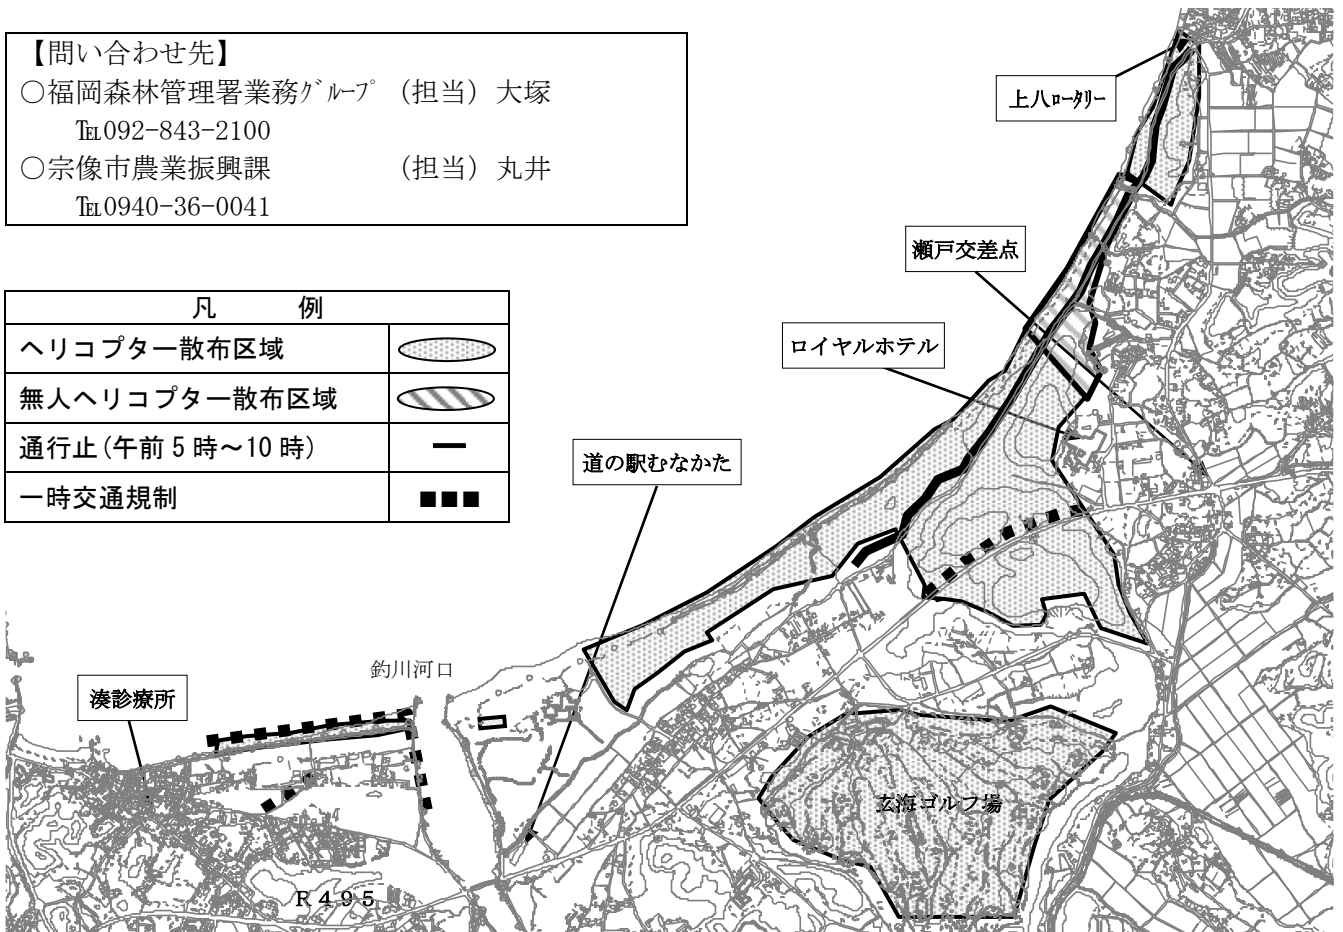 【問い合わせ先】
○福岡森林管理署業務グループ （担当）大塚
℡092-843-2100
○宗像市農業振興課 （担当）丸井
℡0940-36-0041
凡 例
ヘリコプター散布区域
無人ヘリコプター散布区域
通行止(午前5時～10時)
一時交通規制
上八ロータリー
瀬戸交差点
ロイヤルホテル
道の駅むなかた
釣川河口
湊診療所
玄海ゴルフ場
R495